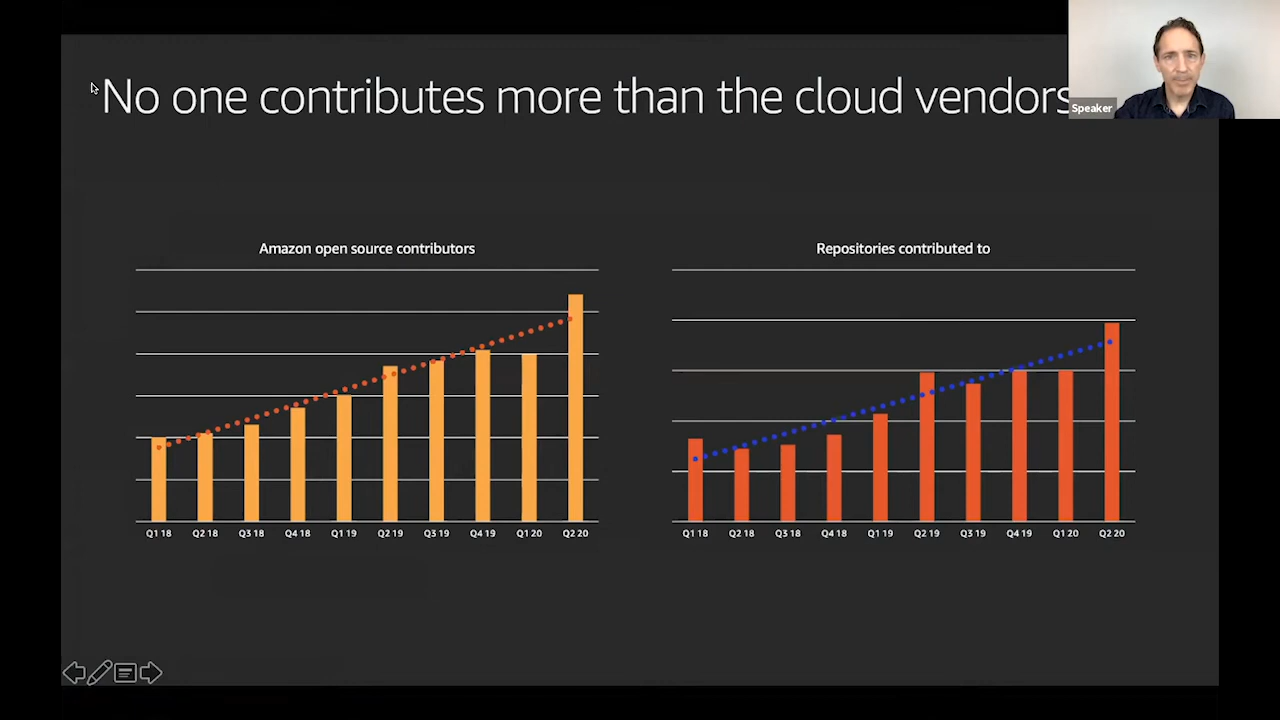 No one contributes more than the cloud vendors
Speaker
Amazon open source contributors
Q1 18 Q2 18 Q3 18 Q4 18 Q1 19 Q2 19 Q3 19 Q4 19 Q1 20 Q2 20
Repositories contributed to
Q1 18 Q2 18 Q3 18 Q4 18 Q1 19 Q2 19 Q3 19 Q4 19 Q1 20 Q2 20